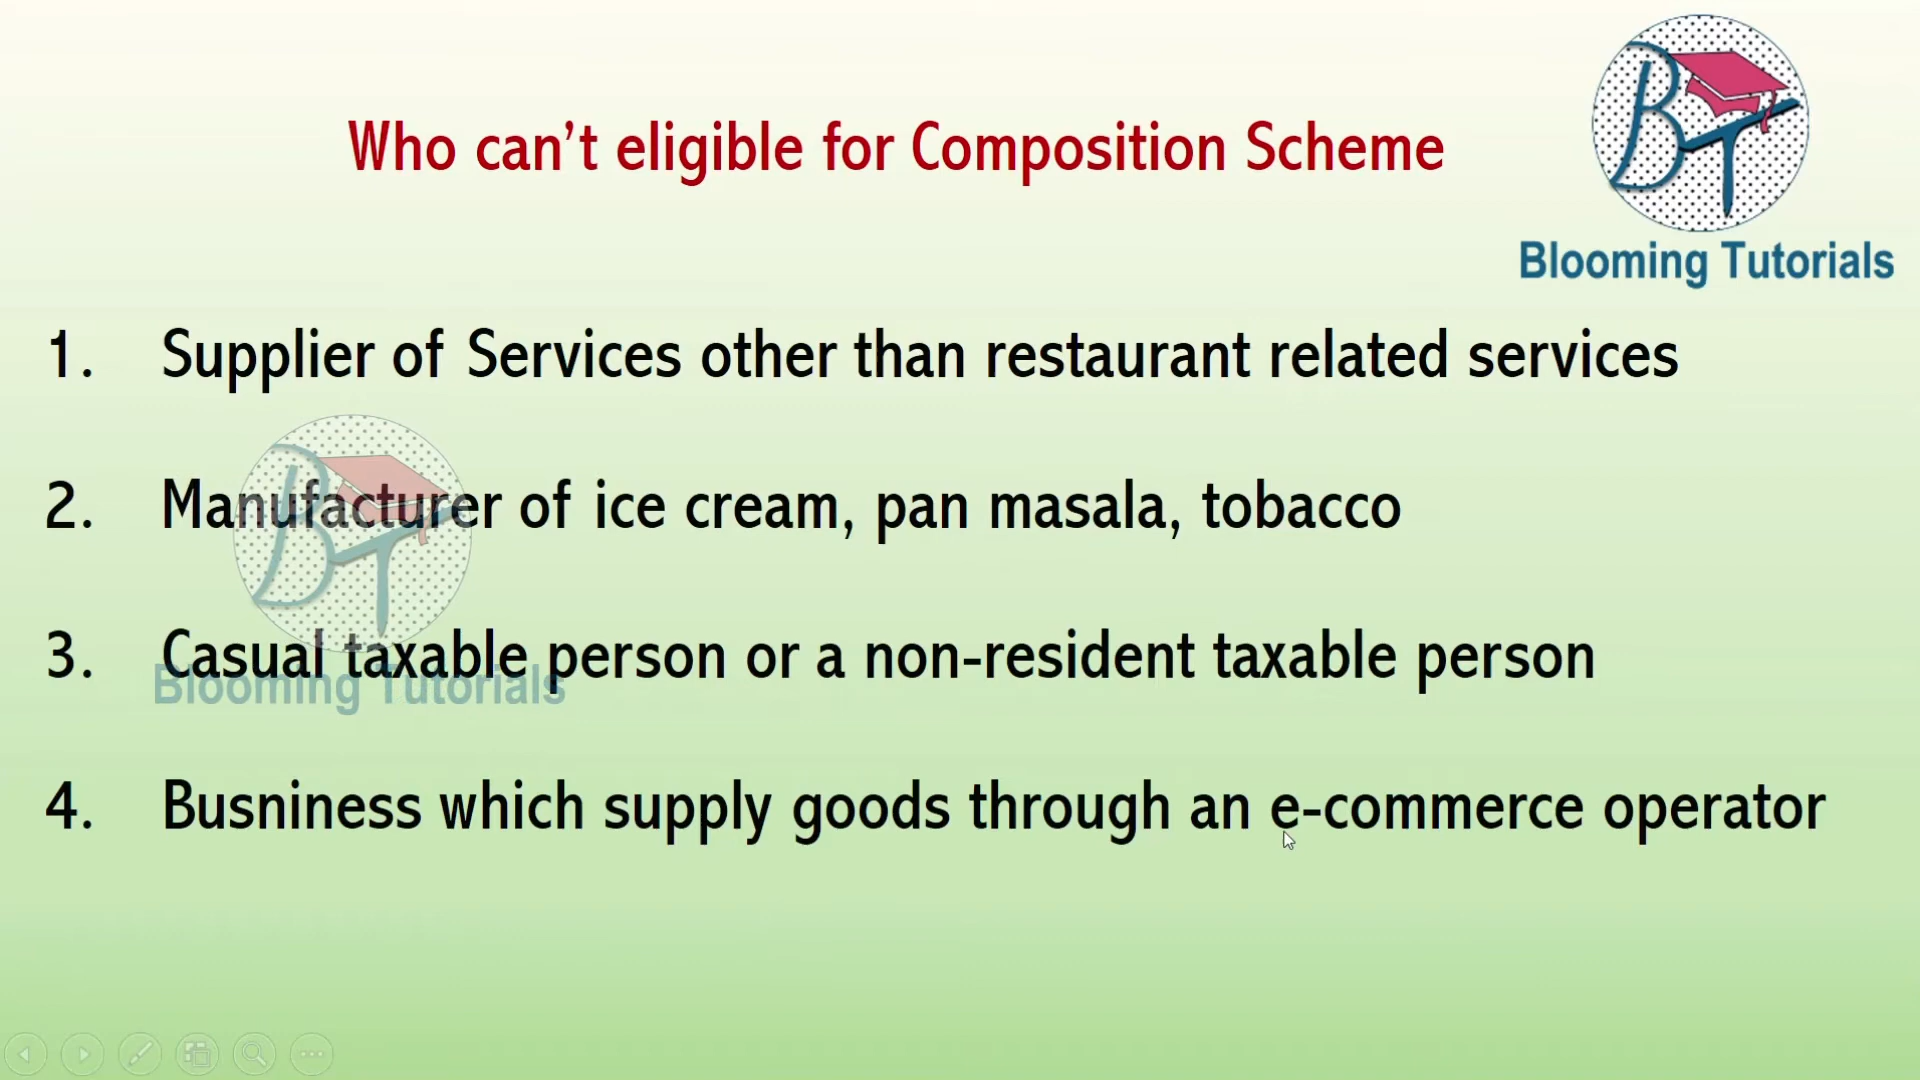 Who can't eligible for Composition Scheme
BT
Blooming Tutorials
1. Supplier of Services other than restaurant related services
2. Manufacturer of ice cream, pan masala, tobacco
BT
3. Casual taxable person or a non-resident taxable person
Blooming Tutorials
4. Busniness which supply goods through an e-commerce operator